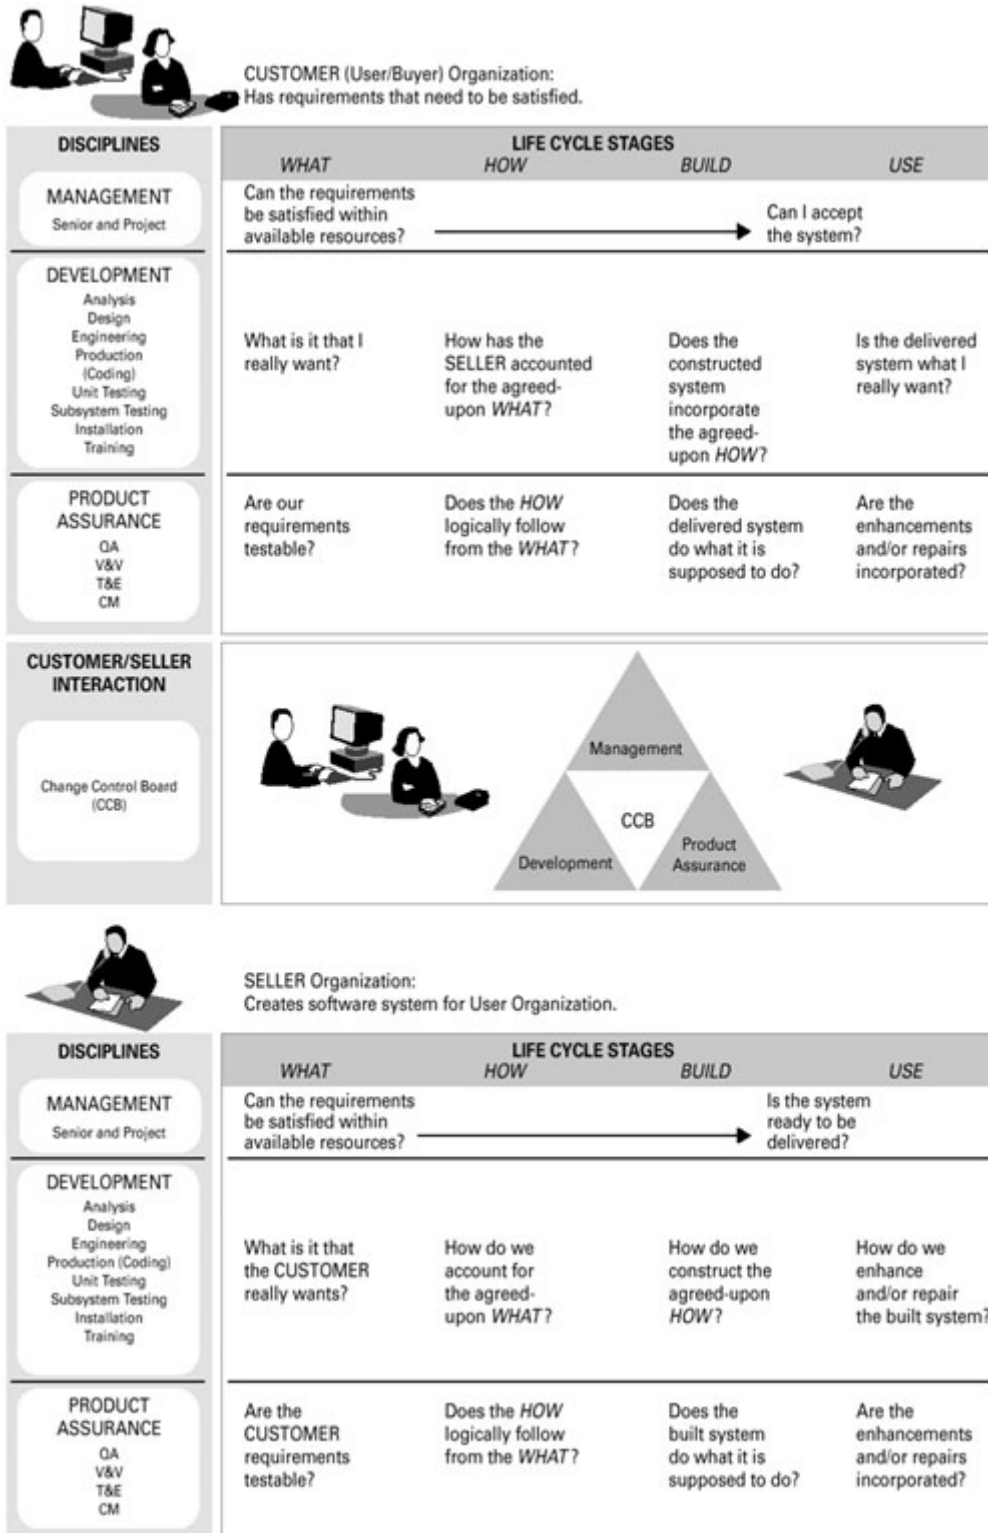 CUSTOMER (User/Buyer) Organization:
Has requirements that need to be satisfied.
DISCIPLINES
LIFE CYCLE STAGES
WHAT HOW BUILD USE
MANAGEMENT
Senior and Project
Can the requirements
be satisfied within
available resources?
Can I accept
the system?
DEVELOPMENT
Analysis
Design
Engineering
Production
(Coding)
Unit Testing
Subsystem Testing
Installation
Training
What is it that I
really want?
How has the
SELLER accounted
for the agreed-
upon WHAT?
Does the
constructed
system
incorporate
the agreed-
upon HOW?
Is the delivered
system what I
really want?
PRODUCT
ASSURANCE
QA
V&V
T&E
CM
Are our
requirements
testable?
Does the HOW
logically follow
from the WHAT?
Does the
delivered system
do what it is
supposed to do?
Are the
enhancements
and/or repairs
incorporated?
CUSTOMER/SELLER
INTERACTION
Change Control Board
(CCB)
Management
CCB
Development
Product
Assurance
SELLER Organization:
Creates software system for User Organization.
DISCIPLINES
LIFE CYCLE STAGES
WHAT HOW BUILD USE
MANAGEMENT
Senior and Project
Can the requirements
be satisfied within
available resources?
Is the system
ready to be
delivered?
DEVELOPMENT
Analysis
Design
Engineering
Production (Coding)
Unit Testing
Subsystem Testing
Installation
Training
What is it that
the CUSTOMER
really wants?
How do we
account for
the agreed-
upon WHAT?
How do we
construct the
agreed-upon
HOW?
How do we
enhance
and/or repair
the built system?
PRODUCT
ASSURANCE
QA
V&V
T&E
CM
Are the
CUSTOMER
requirements
testable?
Does the HOW
logically follow
from the WHAT?
Does the
built system
do what it is
supposed to do?
Are the
enhancements
and/or repairs
incorporated?